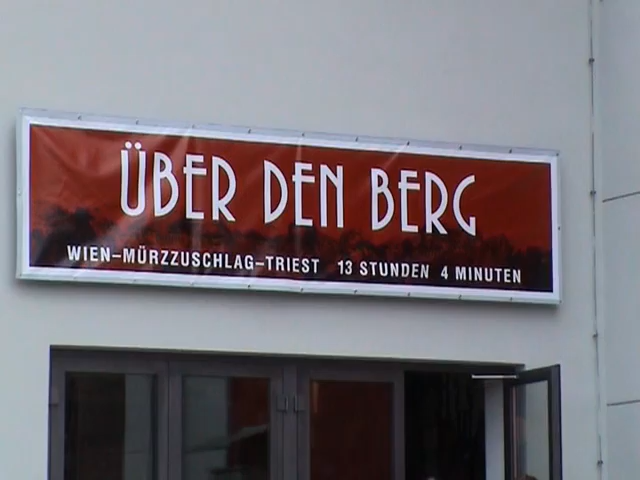 ÜBER DEN BERG
WIEN–MÜRZZUSCHLAG–TRIEST 13 STUNDEN 4 MINUTEN